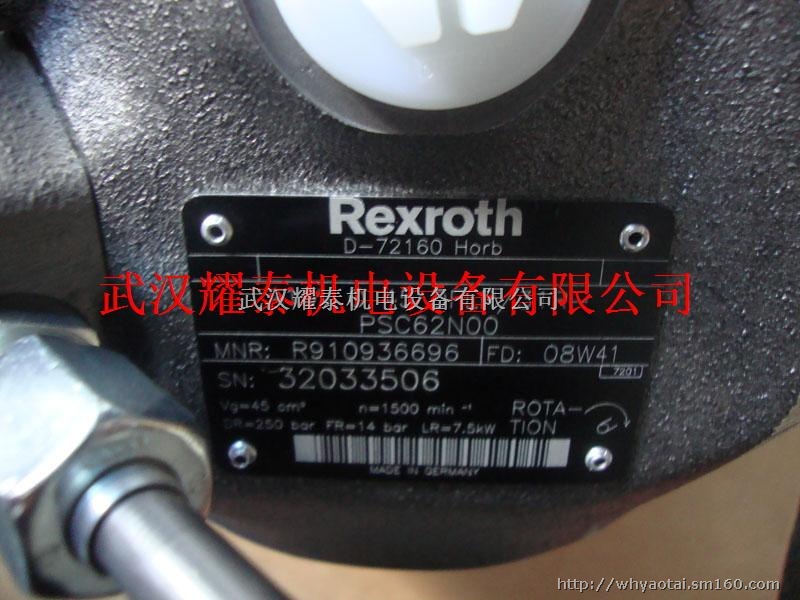 Rexroth
D-72160 Horb
武汉耀泰机电设备有限公司
武汉耀泰机电设备有限公司
PSC62N00
MNR: R910936696 FD: 08W41
7201
SN: 32033506
Vg=45 cm³ n=1500 min⁻¹ ROTA-
TION
DR=250 bar FR=14 bar LR=7.5kW
MADE IN GERMANY
http://whyaotai.sm160.com/